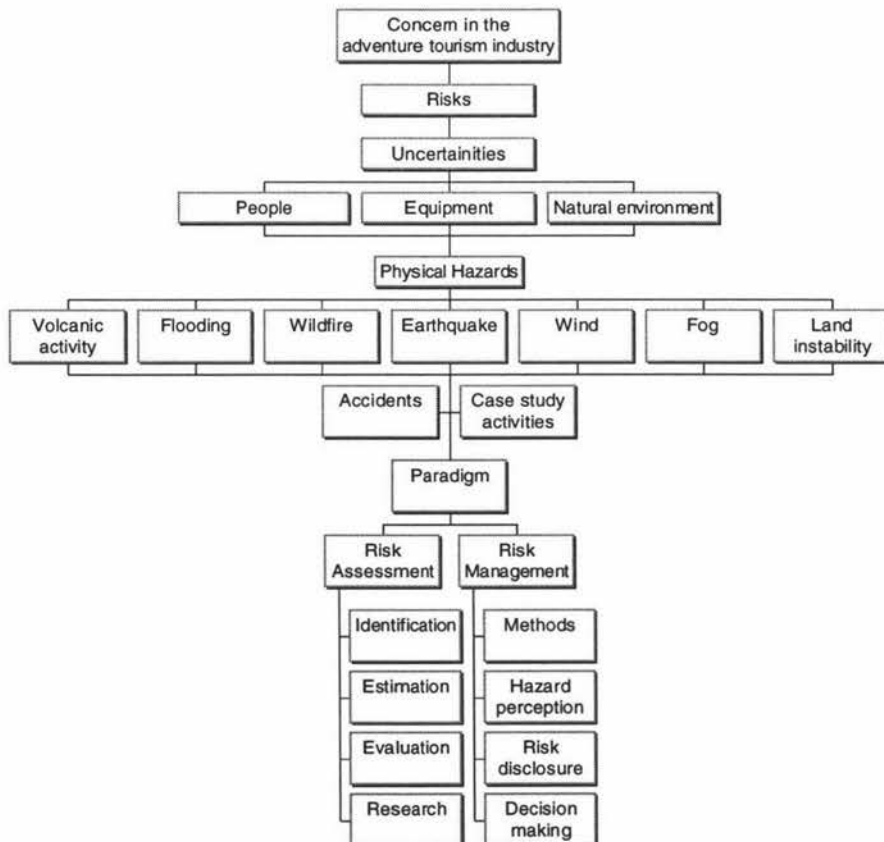 Concern in the
adventure tourism industry
Risks
Uncertainities
People
Equipment
Natural environment
Physical Hazards
Volcanic
activity
Flooding
Wildfire
Earthquake
Wind
Fog
Land
instability
Accidents
Case study
activities
Paradigm
Risk
Assessment
Risk
Management
Identification
Methods
Estimation
Hazard
perception
Evaluation
Risk
disclosure
Research
Decision
making